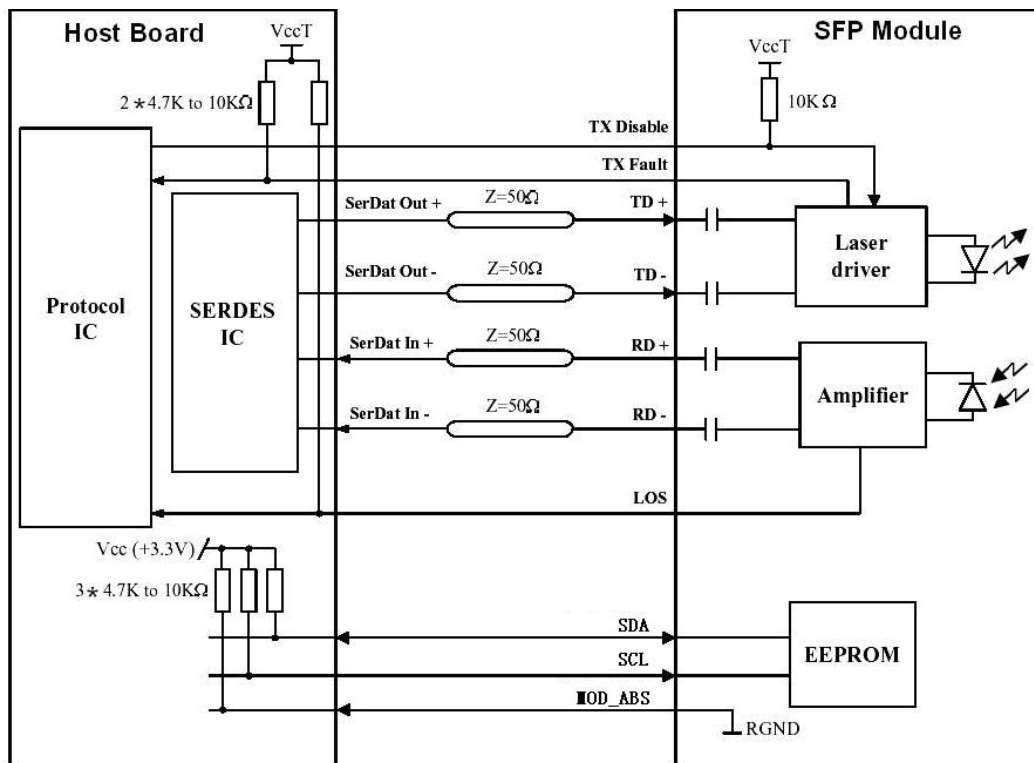 Host Board
SFP Module
VccT
VccT
2*4.7K to 10KΩ
10KΩ
TX Disable
TX Fault
SerDat Out +
Z=50Ω
TD +
SerDat Out -
Z=50Ω
TD -
Laser
driver
Protocol
IC
SERDES
IC
SerDat In +
Z=50Ω
RD +
SerDat In -
Z=50Ω
RD -
Amplifier
LOS
Vcc (+3.3V)
3*4.7K to 10KΩ
SDA
SCL
MOD_ABS
EEPROM
RGND